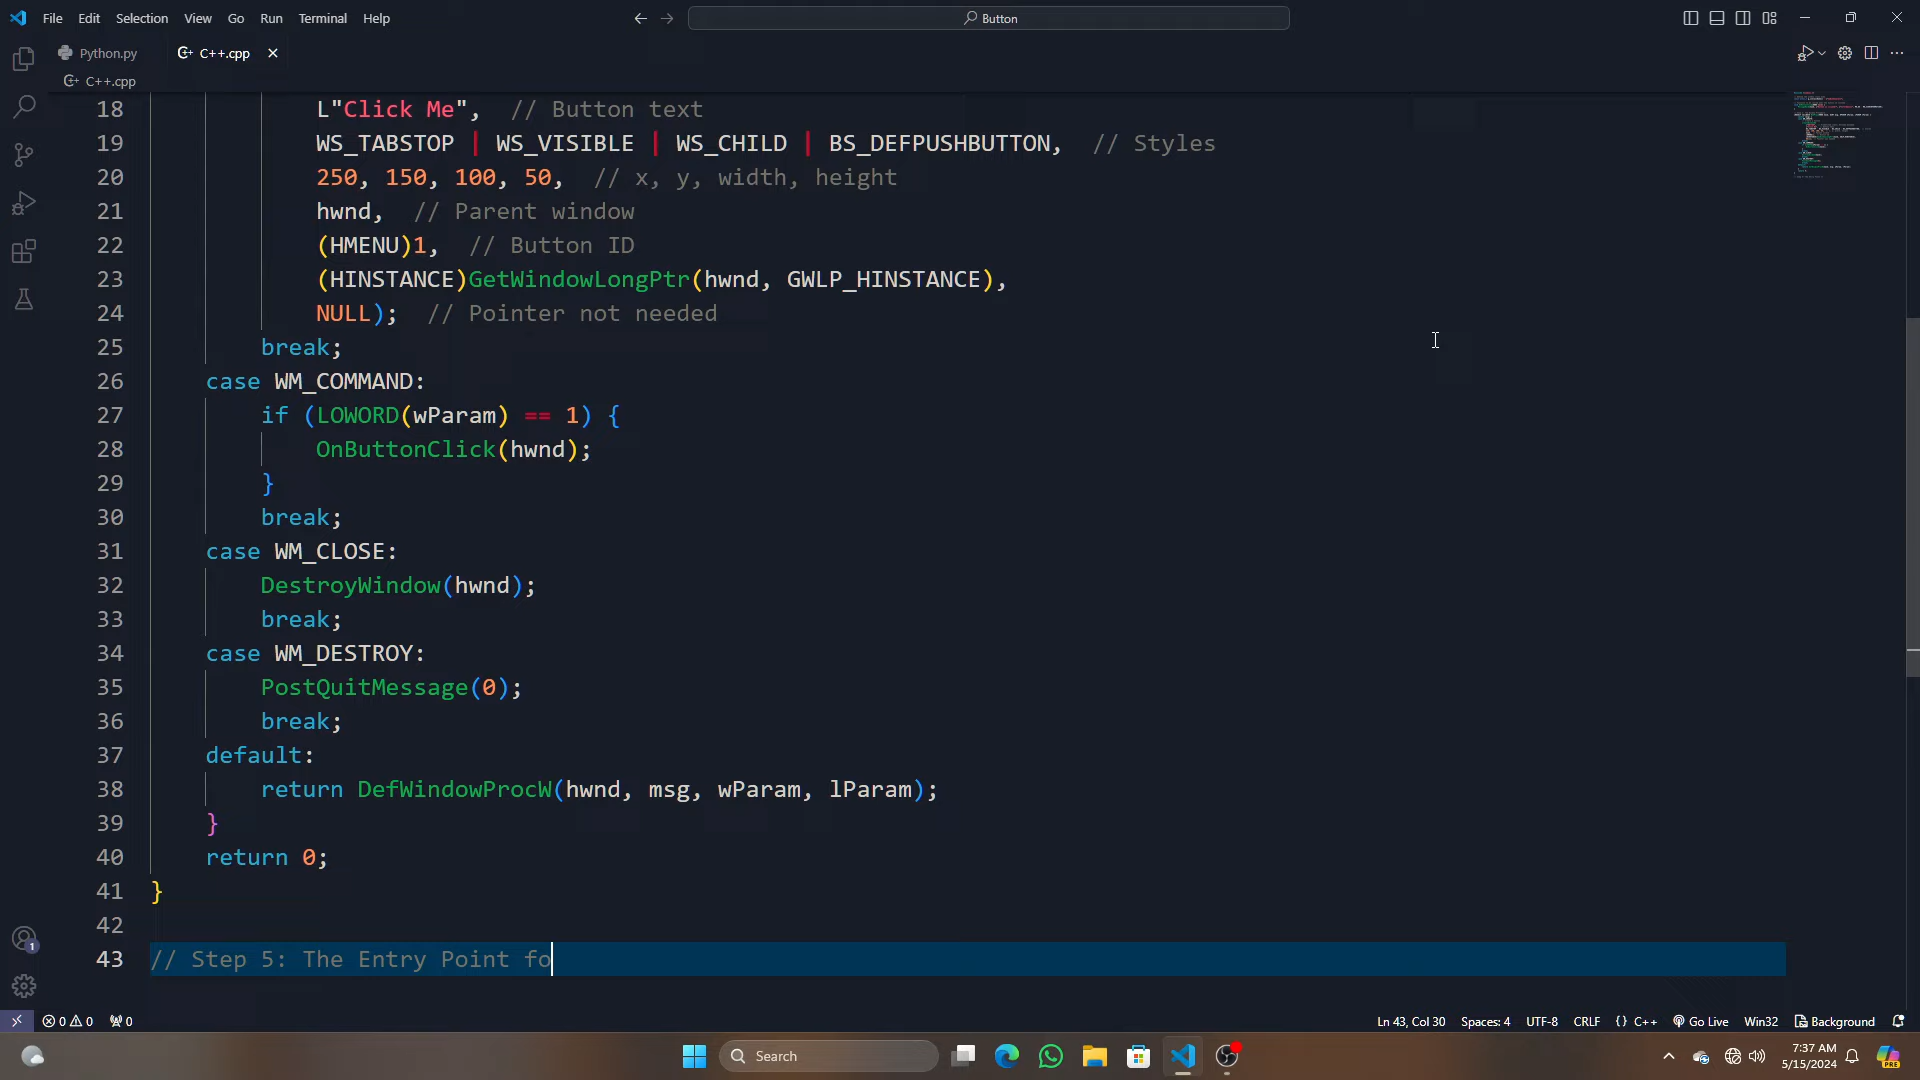 File Edit Selection View Go Run Terminal Help
Button
Python.py
C++.cpp
C++.cpp
18 L"Click Me", // Button text
19 WS_TABSTOP | WS_VISIBLE | WS_CHILD | BS_DEFPUSHBUTTON, // Styles
20 250, 150, 100, 50, // x, y, width, height
21 hwnd, // Parent window
22 (HMENU)1, // Button ID
23 (HINSTANCE)GetWindowLongPtr(hwnd, GWLP_HINSTANCE),
24 NULL); // Pointer not needed
25 break;
26 case WM_COMMAND:
27 if (LOWORD(wParam) == 1) {
28 OnButtonClick(hwnd);
29 }
30 break;
31 case WM_CLOSE:
32 DestroyWindow(hwnd);
33 break;
34 case WM_DESTROY:
35 PostQuitMessage(0);
36 break;
37 default:
38 return DefWindowProcW(hwnd, msg, wParam, lParam);
39 }
40 return 0;
41 }
42
43 // Step 5: The Entry Point fo
1
0 0 0
Ln 43, Col 30 Spaces: 4 UTF-8 CRLF {} C++ Go Live Win32 Background
Search
7:37 AM
5/15/2024
PRE